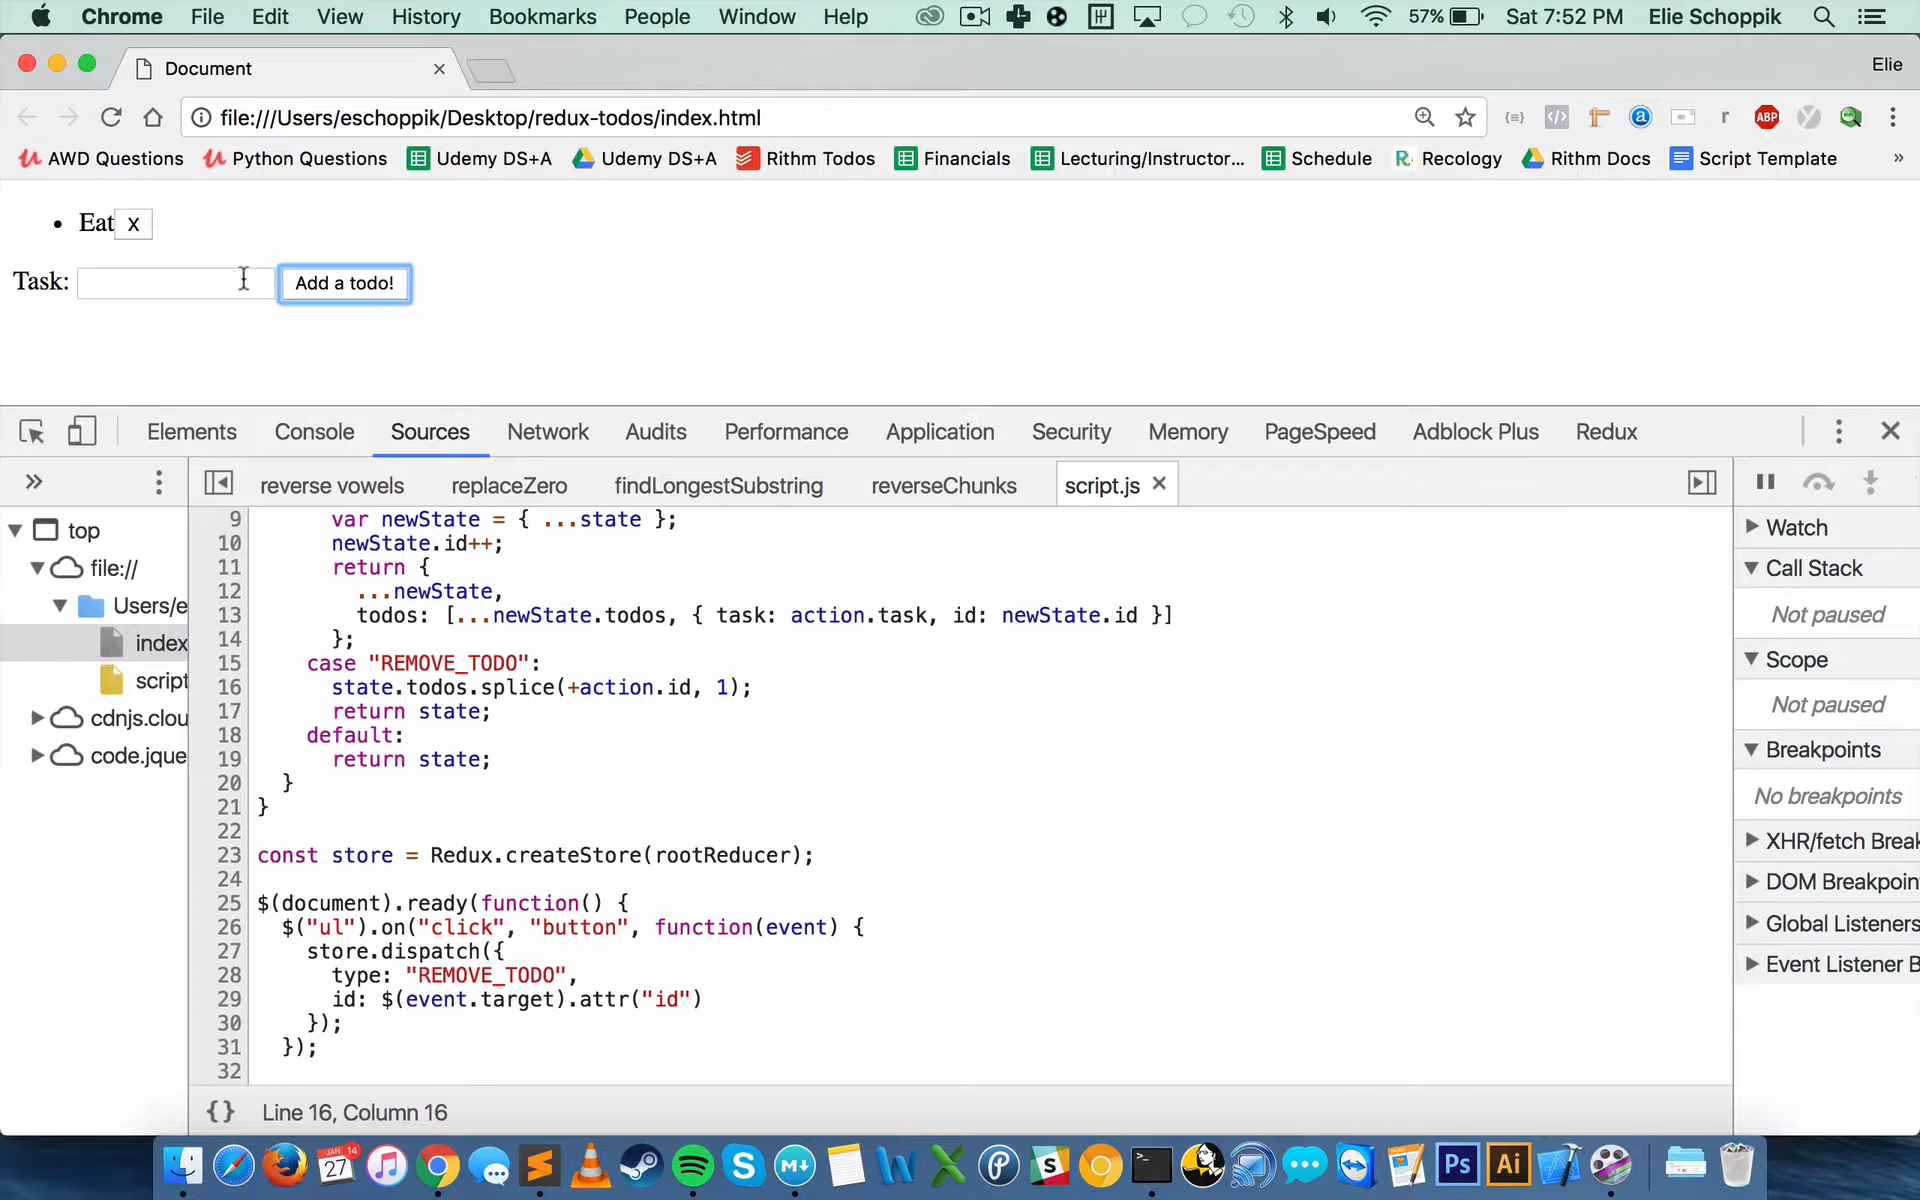 Chrome File Edit View History Bookmarks People Window Help 57% Sat 7:52 PM Elie Schoppik
Document Elie
file:///Users/eschoppik/Desktop/redux-todos/index.html ABP
AWD Questions Python Questions Udemy DS+A Udemy DS+A Rithm Todos Financials Lecturing/Instructor... Schedule Recology Rithm Docs Script Template »
• Eat x
Task: Add a todo!
Elements Console Sources Network Audits Performance Application Security Memory PageSpeed Adblock Plus Redux
reverse vowels replaceZero findLongestSubstring reverseChunks script.js
top
file://
Users/e
index
script
cdnjs.clou
code.jque
9 var newState = { ...state };
10 newState.id++;
11 return {
12 ...newState,
13 todos: [...newState.todos, { task: action.task, id: newState.id }]
14 };
15 case "REMOVE_TODO":
16 state.todos.splice(+action.id, 1);
17 return state;
18 default:
19 return state;
20 }
21 }
22
23 const store = Redux.createStore(rootReducer);
24
25 $(document).ready(function() {
26 $("ul").on("click", "button", function(event) {
27 store.dispatch({
28 type: "REMOVE_TODO",
29 id: $(event.target).attr("id")
30 });
31 });
32
{} Line 16, Column 16
Watch
Call Stack
Not paused
Scope
Not paused
Breakpoints
No breakpoints
XHR/fetch Break
DOM Breakpoin
Global Listeners
Event Listener B
JAN 27 14 Ps Ai